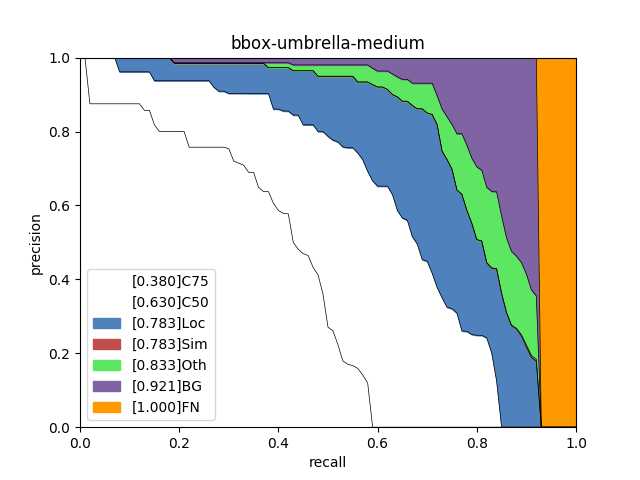 bbox-umbrella-medium
precision
1.0
0.8
0.6
0.4
0.2
0.0
[0.380]C75
[0.630]C50
[0.783]Loc
[0.783]Sim
[0.833]Oth
[0.921]BG
[1.000]FN
0.0 0.2 0.4 0.6 0.8 1.0
recall